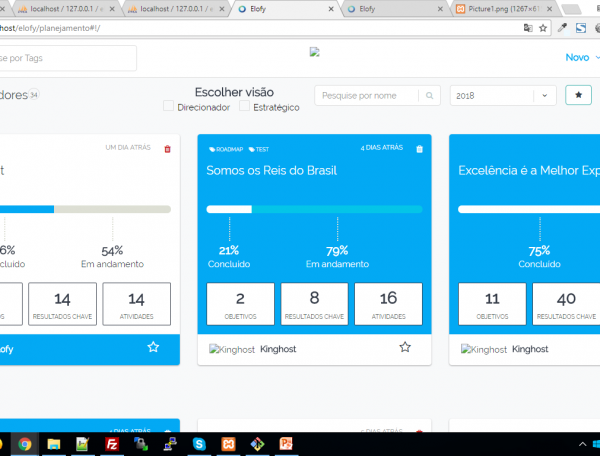 localhost / 127.0.0.1 / e
localhost / 127.0.0.1 / e
Elofy
Elofy
Picture1.png (1267×61
host/elofy/planejamento#!/
se por Tags
Novo
dores 34
Escolher visão
Direcionador
Estratégico
Pesquise por nome
2018
UM DIA ATRÁS
t
6%
54%
ncluído
Em andamento
14
14
OS
RESULTADOS CHAVE
ATIVIDADES
lofy
ROADMAP
TEST
4 DIAS ATRÁS
Somos os Reis do Brasil
21%
79%
Concluído
Em andamento
2
8
16
OBJETIVOS
RESULTADOS CHAVE
ATIVIDADES
Kinghost
Kinghost
Excelência é a Melhor Exp
75%
Concluído
11
40
OBJETIVOS
RESULTADOS CHAVE
Kinghost
Kinghost
4 DIAS ATRÁS
5 DIAS ATRÁS